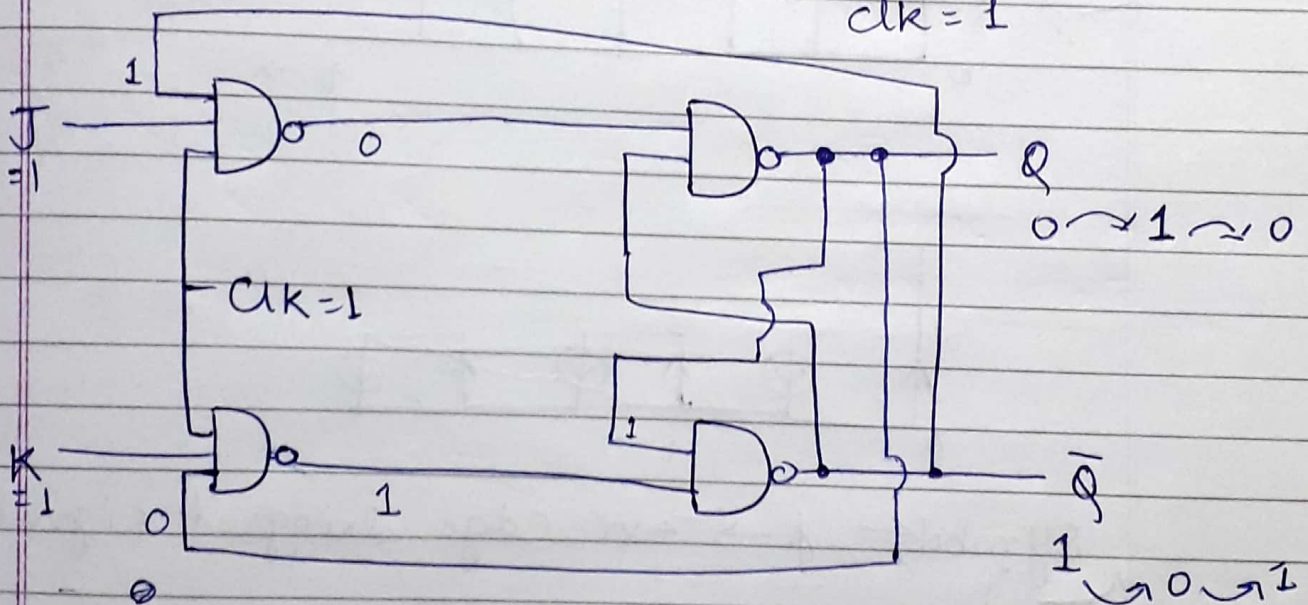 Clk = 1
1
J
=1
0
Q
0 → 1 → 0
Clk=1
1
K
=1
0
1
Q̅
1 → 0 → 1